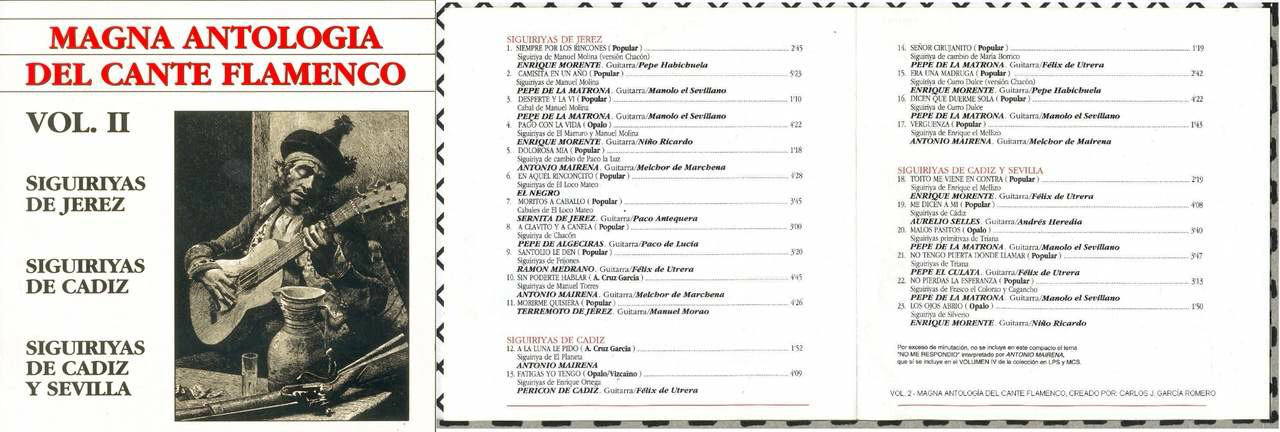 MAGNA ANTOLOGIA
DEL CANTE FLAMENCO
VOL. II
SIGUIRIYAS
DE JEREZ
SIGUIRIYAS
DE CADIZ
SIGUIRIYAS
DE CADIZ
Y SEVILLA
SIGUIRIYAS DE JEREZ
1. SIEMPRE POR LOS RINCONES ( Popular ) 2'45
Siguiriya de Manuel Molina (versión Chacón)
ENRIQUE MORENTE. Guitarra/Pepe Habichuela
2. CAMISITA EN UN AÑO ( Popular ) 5'23
Siguiriyas de Manuel Molina
PEPE DE LA MATRONA. Guitarra/Manolo el Sevillano
3. DESPERTE Y LA VI ( Popular ) 1'10
Cabal de Manuel Molina
PEPE DE LA MATRONA. Guitarra/Manolo el Sevillano
4. PAGO CON LA VIDA ( Opalo ) 4'22
Siguiriyas de El Marruro y Manuel Molina
ENRIQUE MORENTE. Guitarra/Niño Ricardo
5. DOLOROSA MIA ( Popular ) 1'18
Siguiriya de cambio de Paco la Luz
ANTONIO MAIRENA. Guitarra/Melchor de Marchena
6. EN AQUEL RINCONCITO ( Popular ) 4'28
Siguiriyas de El Loco Mateo
EL NEGRO
7. MORITOS A CABALLO ( Popular ) 3'45
Cabales de El Loco Mateo
SERNITA DE JEREZ. Guitarra/Paco Antequera
8. A CLAVITO Y A CANELA ( Popular ) 3'00
Siguiriya de Chacón
PEPE DE ALGECIRAS. Guitarra/Paco de Lucía
9. SANTOLIO LE DEN ( Popular ) 3'20
Siguiriyas de Frijones
RAMON MEDRANO. Guitarra/Félix de Utrera
10. SIN PODERTE HABLAR ( A. Cruz García ) 4'45
Siguiriyas de Manuel Torres
ANTONIO MAIRENA. Guitarra/Melchor de Marchena
11. MORIRME QUISIERA ( Popular ) 4'26
TERREMOTO DE JEREZ. Guitarra/Manuel Morao
SIGUIRIYAS DE CADIZ
12. A LA LUNA LE PIDO ( A. Cruz García ) 1'52
Siguiriya de El Planeta
ANTONIO MAIRENA
13. FATIGAS YO TENGO ( Opalo/Vizcaino ) 4'09
Siguiriyas de Enrique Ortega
PERICON DE CADIZ. Guitarra/Félix de Utrera
14. SEÑOR CIRUJANITO ( Popular ) 1'19
Siguiriya de cambio de María Borrico
PEPE DE LA MATRONA. Guitarra/Félix de Utrera
15. ERA UNA MADRUGA ( Popular ) 2'42
Siguiriya de Curro Dulce (versión Chacón)
ENRIQUE MORENTE. Guitarra/Pepe Habichuela
16. DICEN QUE DUERME SOLA ( Popular ) 4'22
Siguiriya de Curro Dulce
PEPE DE LA MATRONA. Guitarra/Manolo el Sevillano
17. VERGUENZA ( Popular ) 1'43
Siguiriya de Enrique el Mellizo
ANTONIO MAIRENA. Guitarra/Melchor de Mairena
SIGUIRIYAS DE CADIZ Y SEVILLA
18. TOITO ME VIENE EN CONTRA ( Popular ) 2'19
Siguiriya de Enrique el Mellizo
ENRIQUE MORENTE. Guitarra/Félix de Utrera
19. ME DICEN A MI ( Popular ) 4'08
Siguiriyas de Cádiz
AURELIO SELLES. Guitarra/Andrés Heredia
20. MALOS PASITOS ( Opalo ) 3'40
Siguiriyas primitivas de Triana
PEPE DE LA MATRONA. Guitarra/Manolo el Sevillano
21. NO TENGO PUERTA DONDE LLAMAR ( Popular ) 3'47
Siguiriyas de Triana
PEPE EL CULATA. Guitarra/Félix de Utrera
22. NO PIERDAS LA ESPERANZA ( Popular ) 3'13
Siguiriyas de Frasco el Colorao y Cagancho
PEPE DE LA MATRONA. Guitarra/Manolo el Sevillano
23. LOS OJOS ABRIO ( Opalo ) 1'50
Siguiriya de Silverio
ENRIQUE MORENTE. Guitarra/Niño Ricardo
Por exceso de minutación, no se incluye en este compacto el tema
"NO ME RESPONDIO" interpretado por ANTONIO MAIRENA,
que sí se incluye en el VOLUMEN IV de la colección en LPS y MCS.
VOL. 2 - MAGNA ANTOLOGÍA DEL CANTE FLAMENCO, CREADO POR: CARLOS J. GARCÍA ROMERO